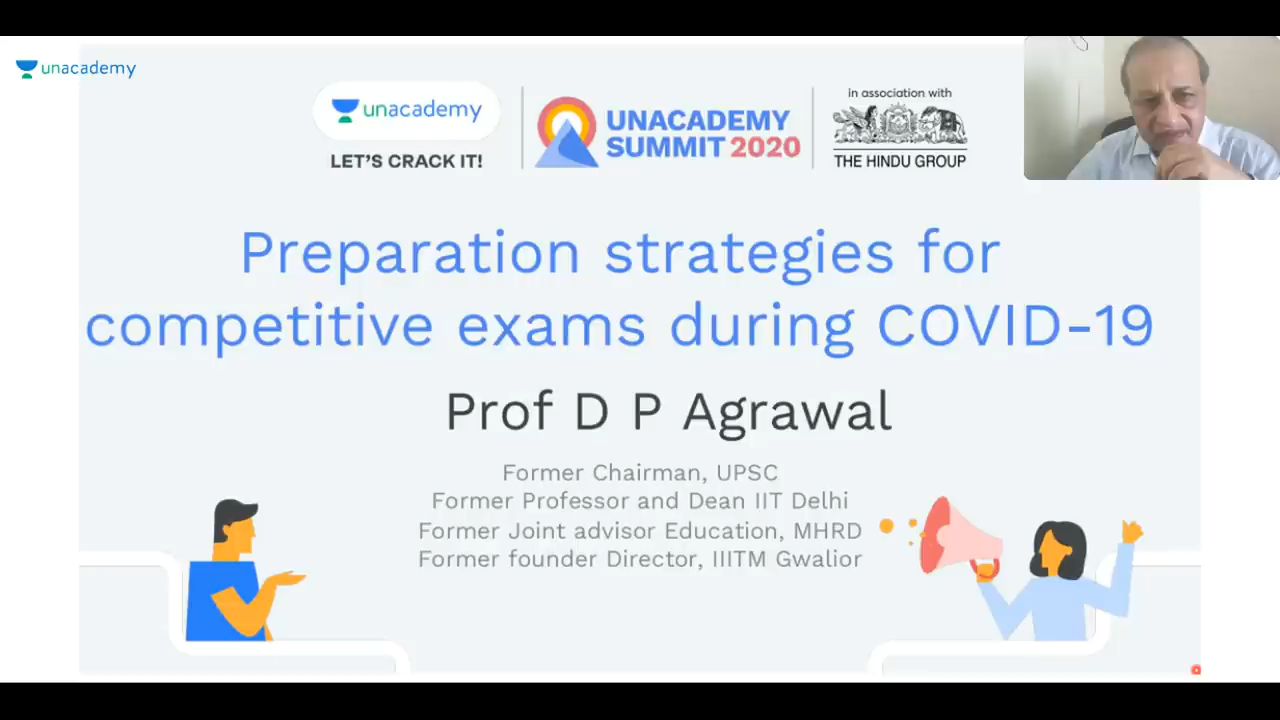 unacademy
unacademy
LET'S CRACK IT!
UNACADEMY
SUMMIT 2020
in association with
THE HINDU GROUP
Preparation strategies for
competitive exams during COVID-19
Prof D P Agrawal
Former Chairman, UPSC
Former Professor and Dean IIT Delhi
Former Joint advisor Education, MHRD
Former founder Director, IIITM Gwalior